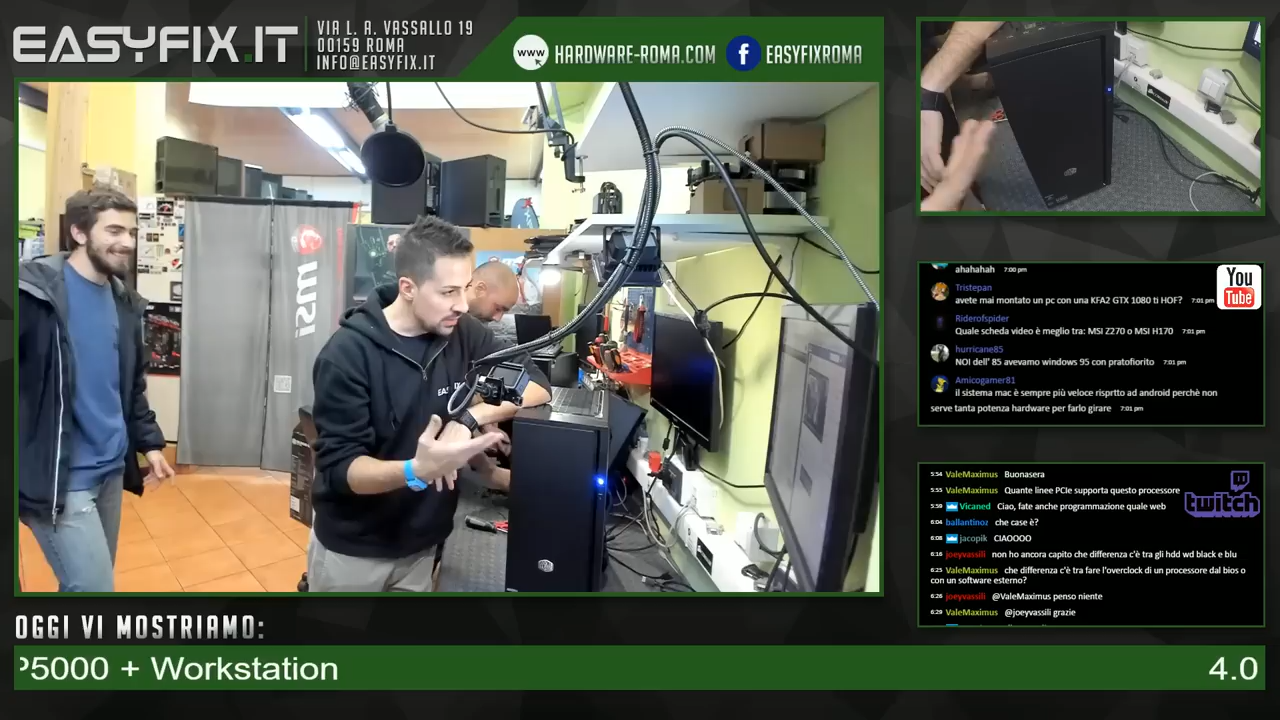 EASYFIX.IT
VIA L. A. VASSALLO 19
00159 ROMA
INFO@EASYFIX.IT
WWW
HARDWARE-ROMA.COM
f
EASYFIXROMA
msi
EASYFIX
ahahahah 7:00 pm
Tristepan
avete mai montato un pc con una KFA2 GTX 1080 ti HOF? 7:01 pm
Riderofspider
Quale scheda video è meglio tra: MSI Z270 o MSI H170 7:01 pm
hurricane85
NOI dell' 85 avevamo windows 95 con pratofiorito 7:01 pm
Amicogamer81
il sistema mac è sempre più veloce risprtto ad android perchè non
serve tanta potenza hardware per farlo girare 7:01 pm
You
Tube
5:54 ValeMaximus Buonasera
5:55 ValeMaximus Quante linee PCIe supporta questo processore
5:59 Vicaned Ciao, fate anche programmazione quale web
6:04 ballantinoz che case è?
6:08 jacopik CIAOOOO
6:16 joeyvassili non ho ancora capito che differenza c'è tra gli hdd wd black e blu
6:25 ValeMaximus che differenza c'è tra fare l'overclock di un processore dal bios o
con un software esterno?
6:26 joeyvassili @ValeMaximus penso niente
6:29 ValeMaximus @joeyvassili grazie
twitch
OGGI VI MOSTRIAMO:
P5000 + Workstation
4.0